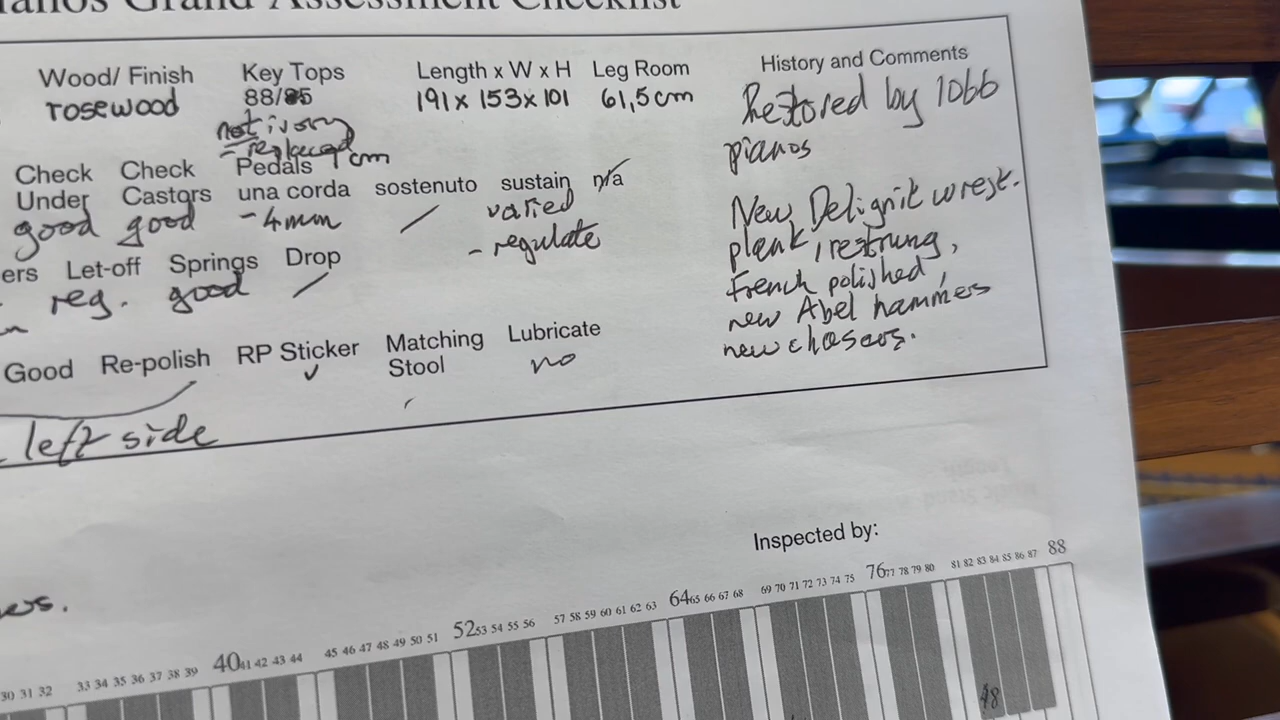 Grand Assessment Checklist
Wood/ Finish Key Tops Length x W x H Leg Room History and Comments
rosewood 88/85 191 x 153 x 101 61,5cm Restored by 1066
not ivory pianos
- replaced
Check Check Pedals cm
Under Castors una corda sostenuto sustain n/a
good good - 4mm / varied
- regulate
New Delignit wrest.
plank, restrung,
French polished,
new Abel hammers
ers Let-off Springs Drop
reg. good /
Good Re-polish RP Sticker Matching Lubricate
Stool no
✓
left side
Inspected by:
30 31 32 33 34 35 36 37 38 39 40 41 42 43 44 45 46 47 48 49 50 51 52 53 54 55 56 57 58 59 60 61 62 63 64 65 66 67 68 69 70 71 72 73 74 75 76 77 78 79 80 81 82 83 84 85 86 87 88
48